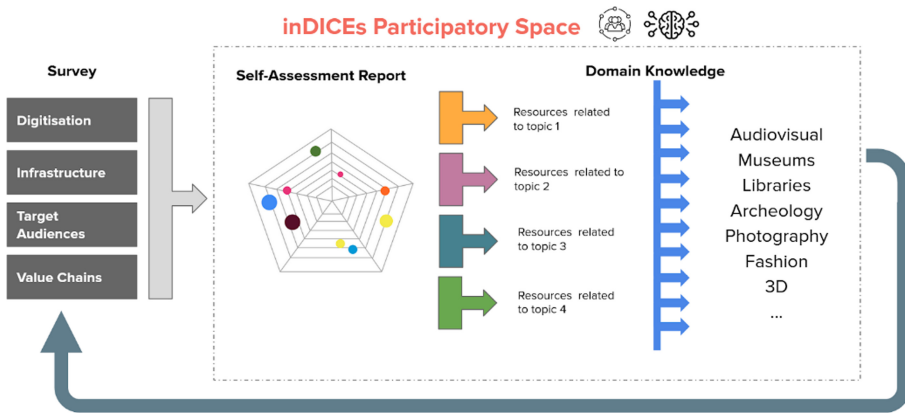 inDICEs Participatory Space
Survey
Digitisation
Infrastructure
Target
Audiences
Value Chains
Self-Assessment Report
Resources related
to topic 1
Resources related to
topic 2
Resources related
to topic 3
Resources related
to topic 4
Domain Knowledge
Audiovisual
Museums
Libraries
Archeology
Photography
Fashion
3D
...